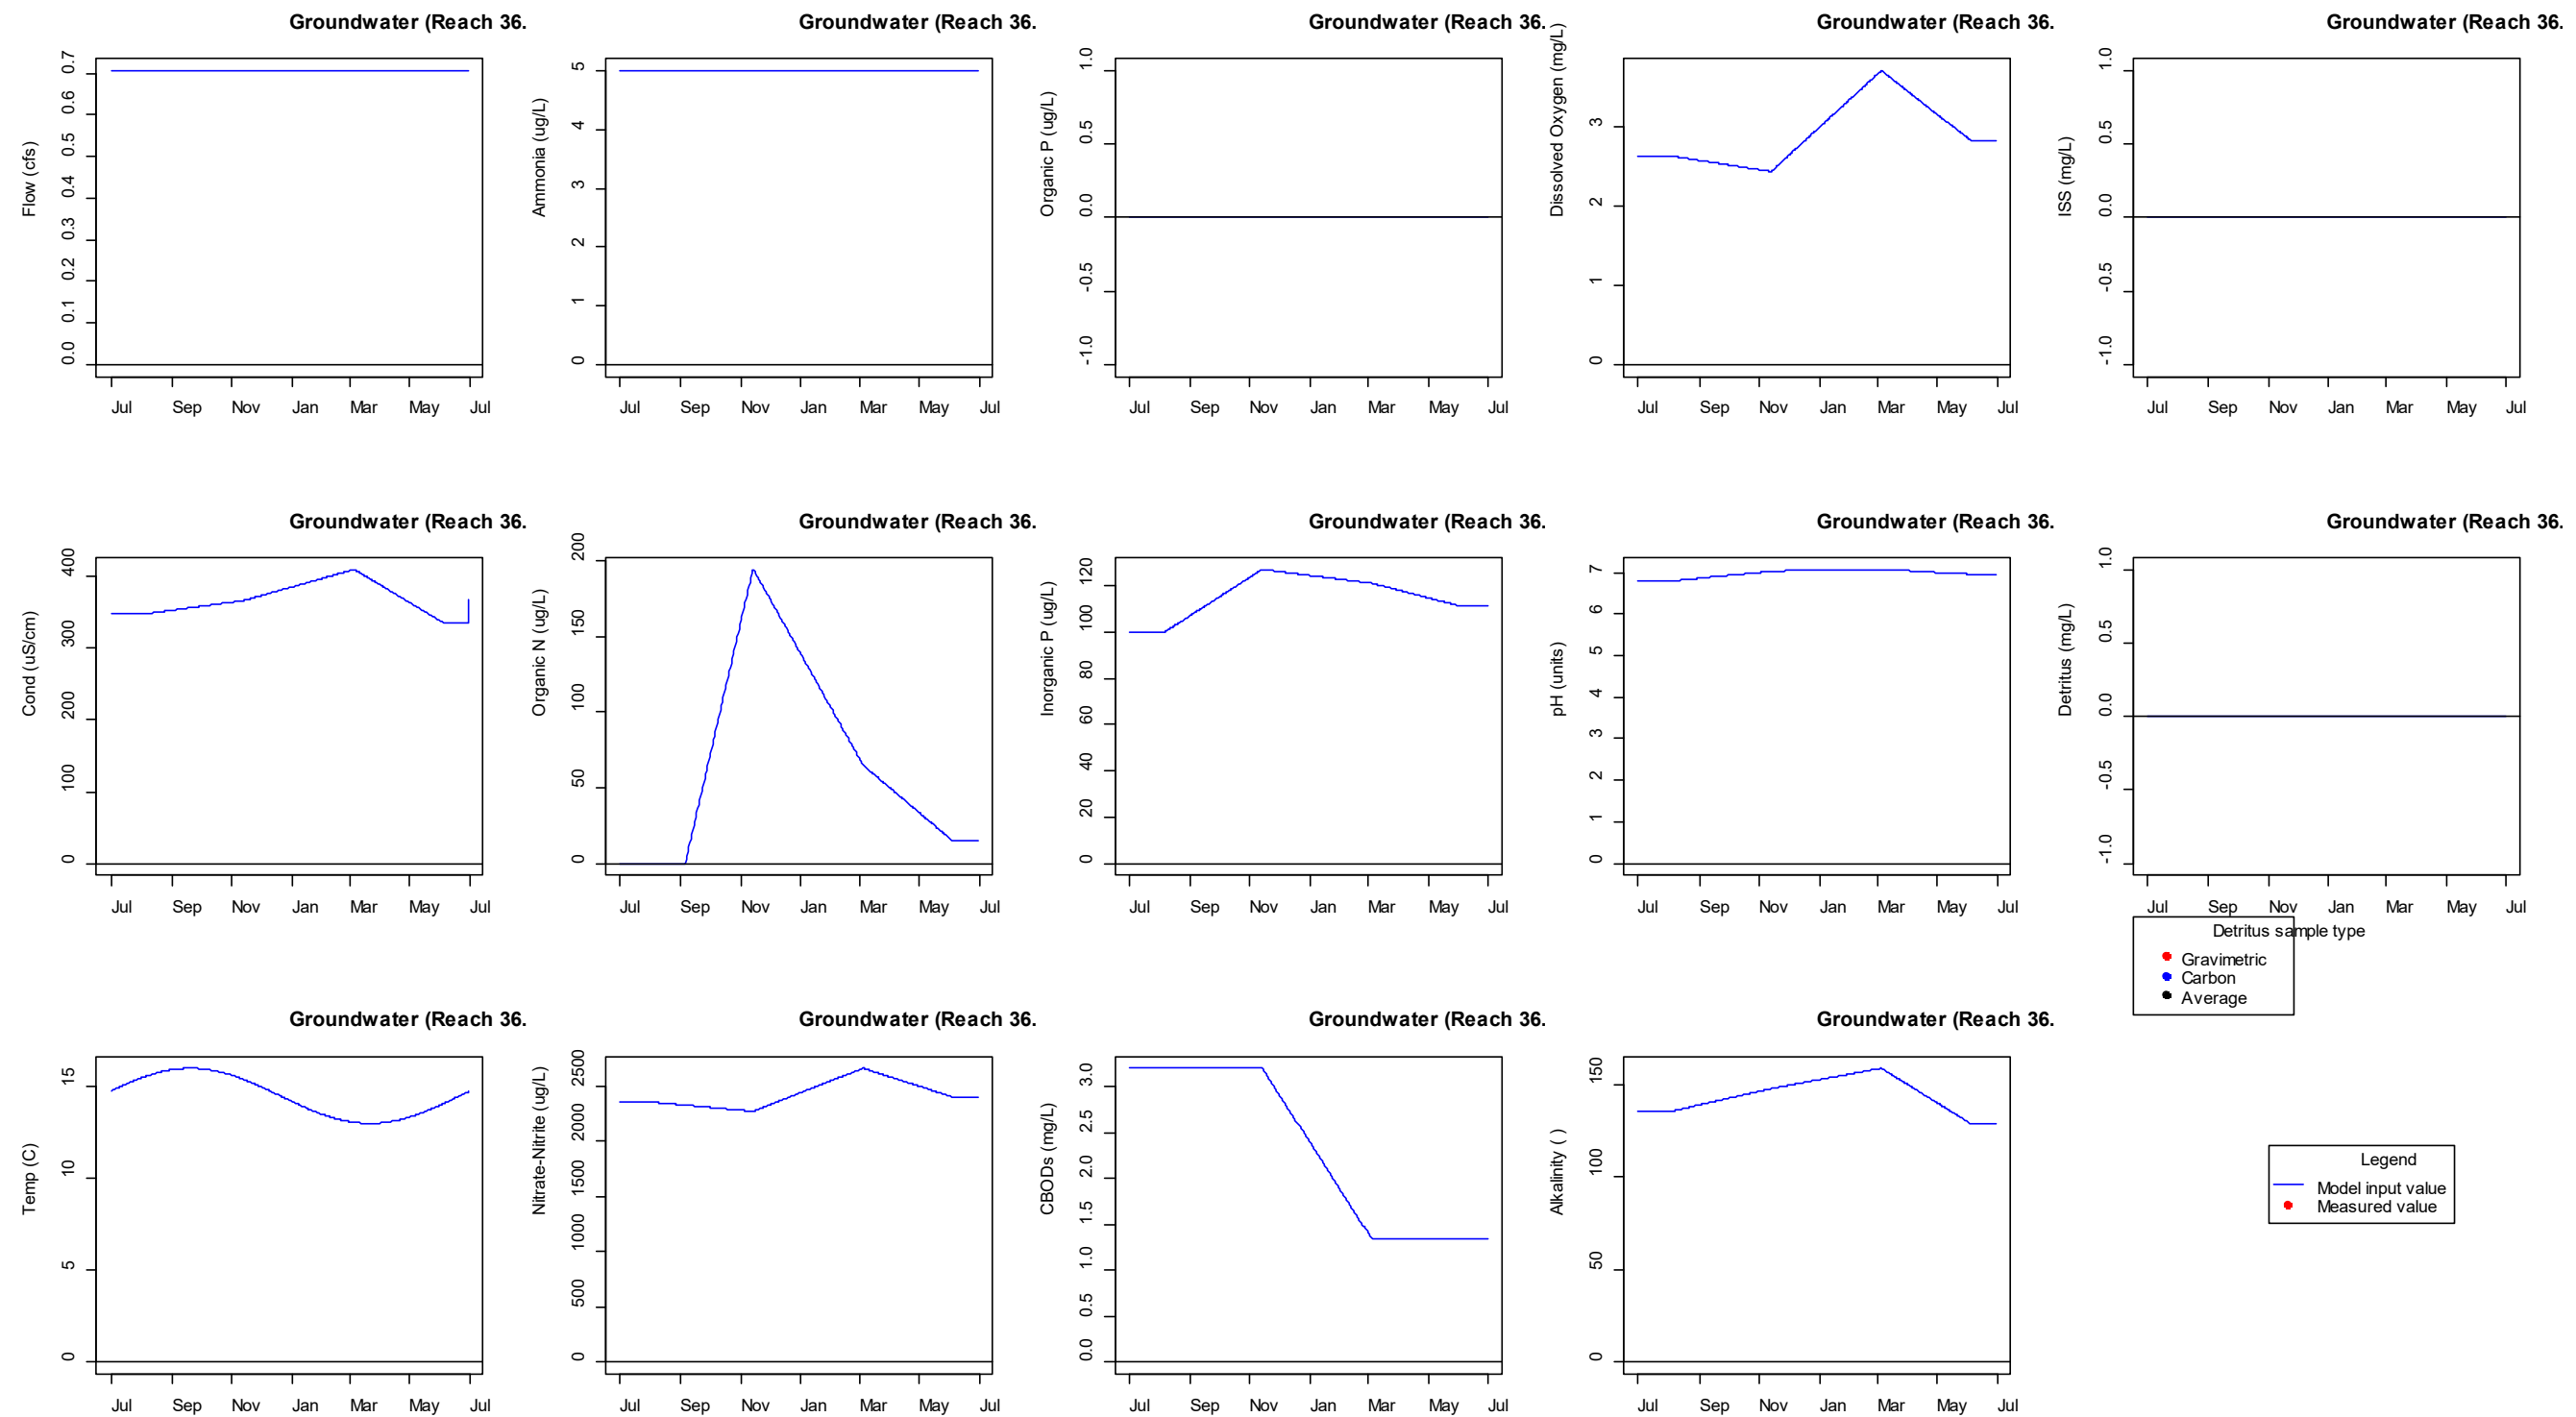 Groundwater (Reach 36.
Flow (cfs)
0.0 0.1 0.2 0.3 0.4 0.5 0.6 0.7
Jul Sep Nov Jan Mar May Jul
Groundwater (Reach 36.
Ammonia (ug/L)
0 1 2 3 4 5
Jul Sep Nov Jan Mar May Jul
Groundwater (Reach 36.
Organic P (ug/L)
-1.0 -0.5 0.0 0.5 1.0
Jul Sep Nov Jan Mar May Jul
Groundwater (Reach 36.
Dissolved Oxygen (mg/L)
0 1 2 3
Jul Sep Nov Jan Mar May Jul
Groundwater (Reach 36.
ISS (mg/L)
-1.0 -0.5 0.0 0.5 1.0
Jul Sep Nov Jan Mar May Jul
Groundwater (Reach 36.
Cond (uS/cm)
0 100 200 300 400
Jul Sep Nov Jan Mar May Jul
Groundwater (Reach 36.
Organic N (ug/L)
0 50 100 150 200
Jul Sep Nov Jan Mar May Jul
Groundwater (Reach 36.
Inorganic P (ug/L)
0 20 40 60 80 100 120
Jul Sep Nov Jan Mar May Jul
Groundwater (Reach 36.
pH (units)
0 1 2 3 4 5 6 7
Jul Sep Nov Jan Mar May Jul
Groundwater (Reach 36.
Detritus (mg/L)
-1.0 -0.5 0.0 0.5 1.0
Jul Sep Nov Jan Mar May Jul
Detritus sample type
Gravimetric
Carbon
Average
Groundwater (Reach 36.
Temp (C)
0 5 10 15
Jul Sep Nov Jan Mar May Jul
Groundwater (Reach 36.
Nitrate-Nitrite (ug/L)
0 500 1000 1500 2000 2500
Jul Sep Nov Jan Mar May Jul
Groundwater (Reach 36.
CBODs (mg/L)
0.0 0.5 1.0 1.5 2.0 2.5 3.0
Jul Sep Nov Jan Mar May Jul
Groundwater (Reach 36.
Alkalinity ( )
0 50 100 150
Jul Sep Nov Jan Mar May Jul
Legend
Model input value
Measured value